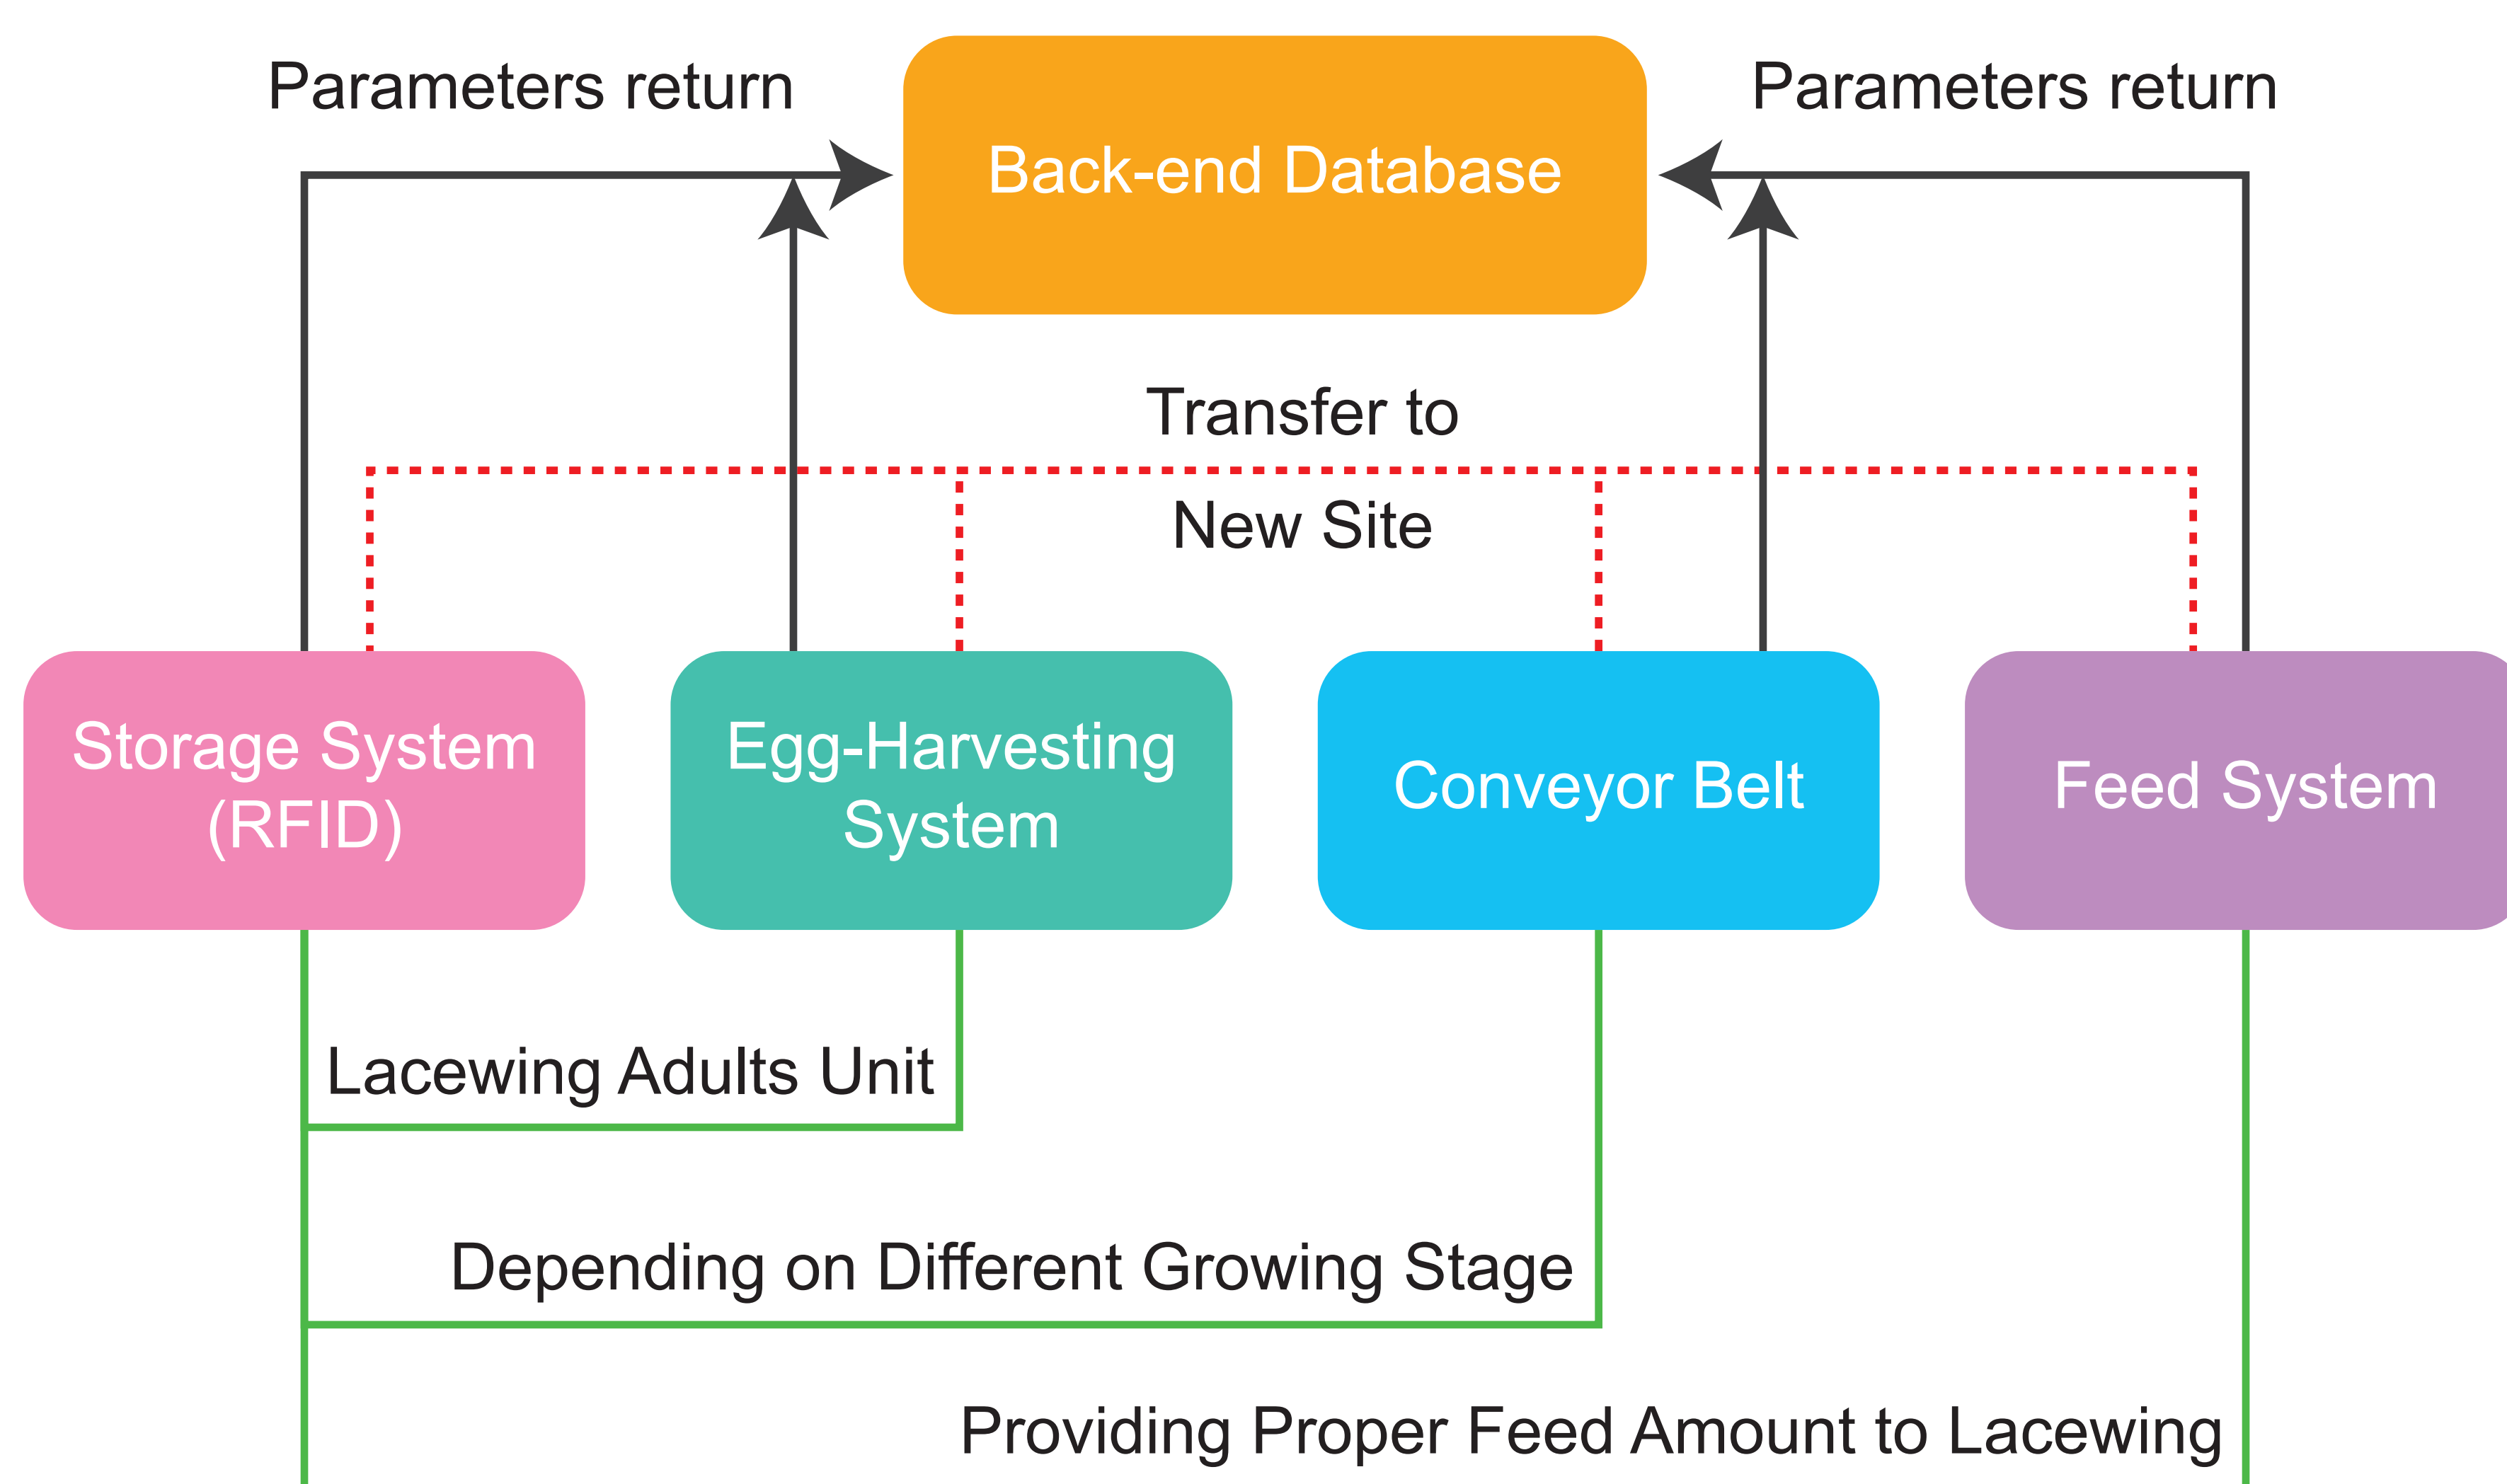 Parameters return
Parameters return
Back-end Database
Transfer to
New Site
Storage System
(RFID)
Egg-Harvesting
System
Conveyor Belt
Feed System
Lacewing Adults Unit
Depending on Different Growing Stage
Providing Proper Feed Amount to Lacewing